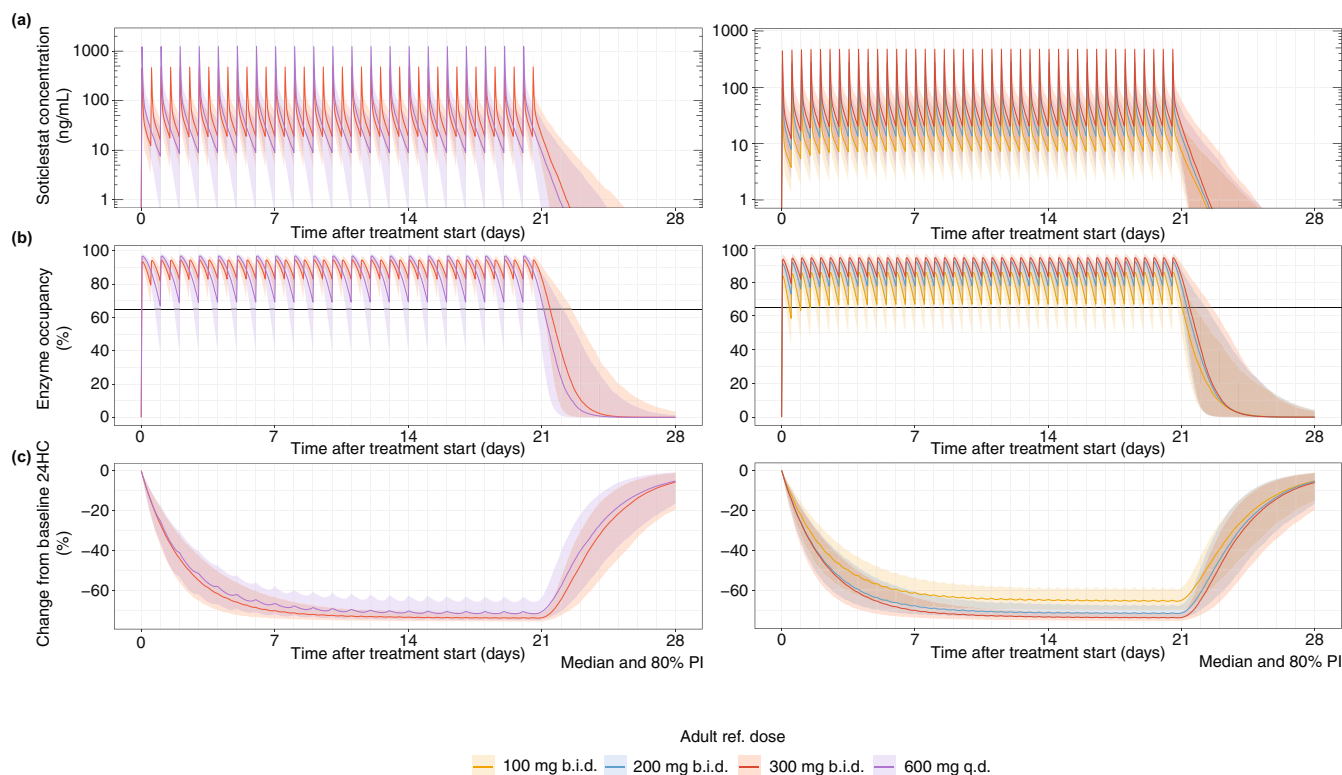 (a)
Soticlestat concentration
(ng/mL)
1000
100
10
1
0 7 14 21 28
Time after treatment start (days)
1000
100
10
1
0 7 14 21 28
Time after treatment start (days)
(b)
Enzyme occupancy
(%)
100
80
60
40
20
0
0 7 14 21 28
Time after treatment start (days)
100
80
60
40
20
0
0 7 14 21 28
Time after treatment start (days)
(c)
Change from baseline 24HC
(%)
0
−20
−40
−60
0 7 14 21 28
Time after treatment start (days)
Median and 80% PI
0
−20
−40
−60
0 7 14 21 28
Time after treatment start (days)
Median and 80% PI
Adult ref. dose
100 mg b.i.d. 200 mg b.i.d. 300 mg b.i.d. 600 mg q.d.